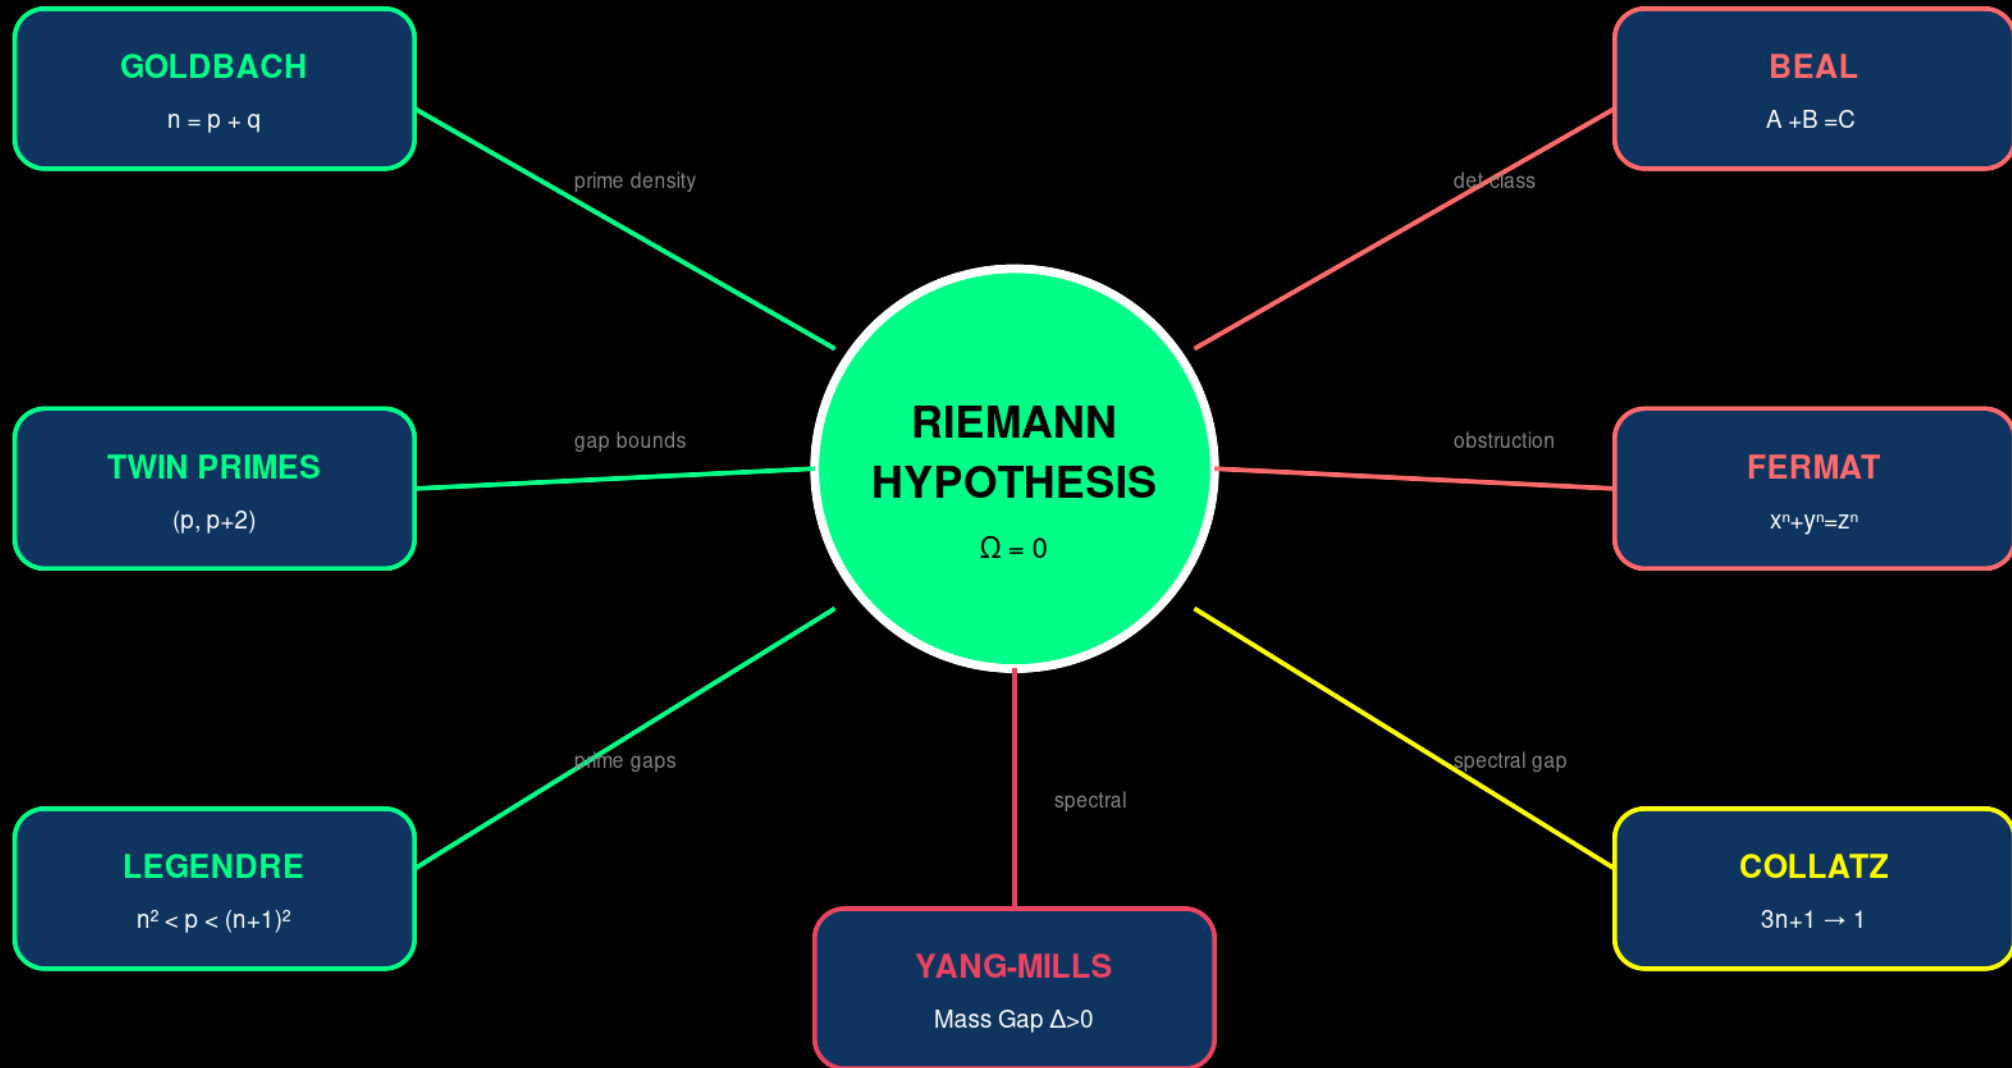 GOLDBACH
n = p + q
BEAL
A +B =C
prime density
det class
RIEMANN
HYPOTHESIS
Ω = 0
TWIN PRIMES
(p, p+2)
gap bounds
obstruction
FERMAT
xⁿ+yⁿ=zⁿ
prime gaps
spectral gap
spectral
LEGENDRE
n² < p < (n+1)²
COLLATZ
3n+1 → 1
YANG-MILLS
Mass Gap Δ>0